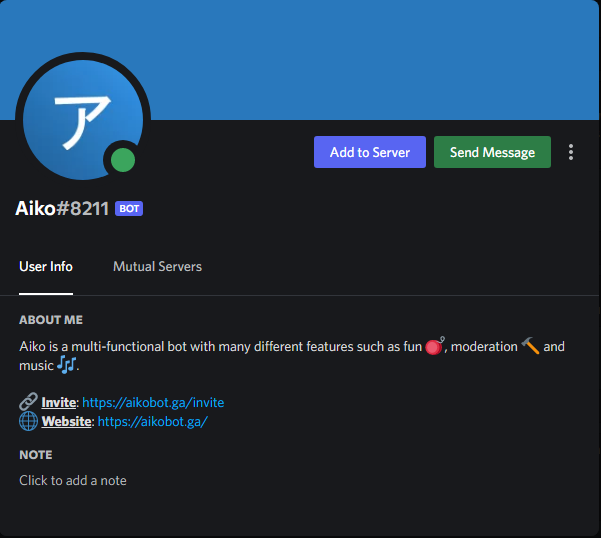 ア
Add to Server
Send Message
Aiko#8211 BOT
User Info
Mutual Servers
ABOUT ME
Aiko is a multi-functional bot with many different features such as fun , moderation 🔨 and
music 🎶.
🔗 Invite: https://aikobot.ga/invite
🌐 Website: https://aikobot.ga/
NOTE
Click to add a note